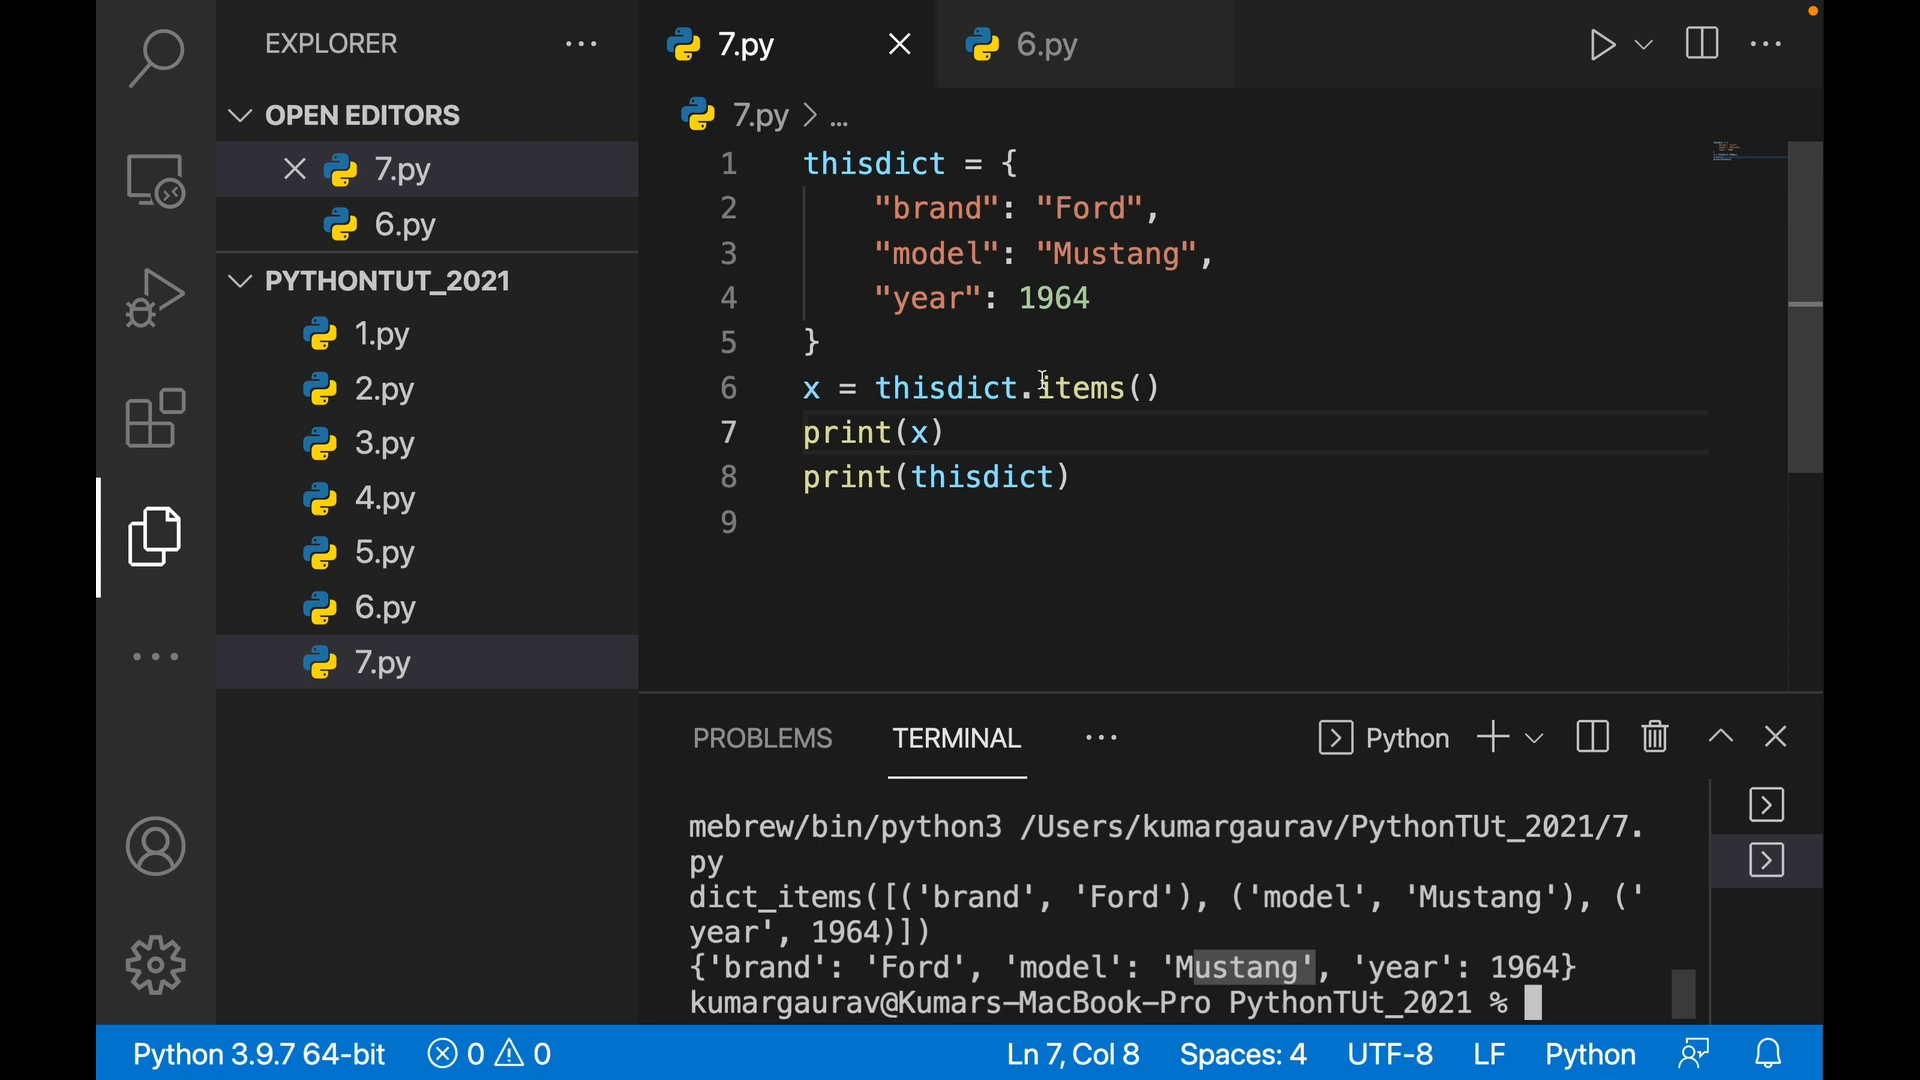 EXPLORER
OPEN EDITORS
7.py
6.py
PYTHONTUT_2021
1.py
2.py
3.py
4.py
5.py
6.py
7.py
7.py
6.py
7.py > ...
1 thisdict = {
2 "brand": "Ford",
3 "model": "Mustang",
4 "year": 1964
5 }
6 x = thisdict.items()
7 print(x)
8 print(thisdict)
9
PROBLEMS TERMINAL ... Python
mebrew/bin/python3 /Users/kumargaurav/PythonTUt_2021/7.
py
dict_items([('brand', 'Ford'), ('model', 'Mustang'), ('
year', 1964)])
{'brand': 'Ford', 'model': 'Mustang', 'year': 1964}
kumargaurav@Kumars-MacBook-Pro PythonTUt_2021 %
Python 3.9.7 64-bit 0 0 Ln 7, Col 8 Spaces: 4 UTF-8 LF Python